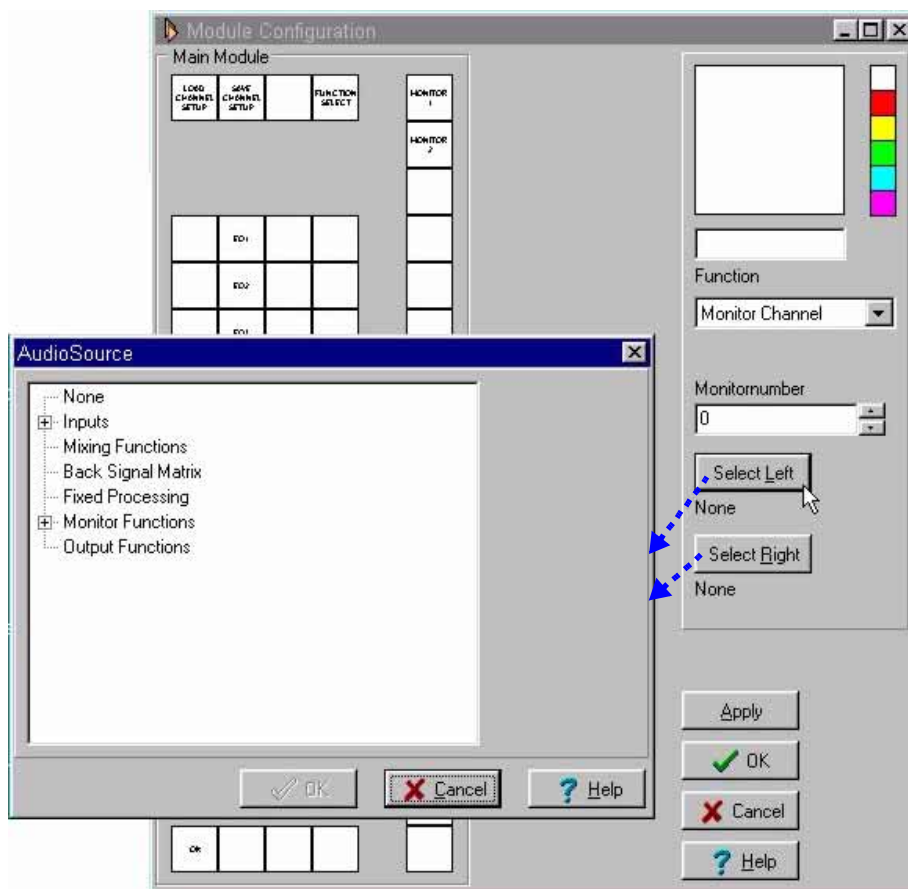 Module Configuration
Main Module
LOAD CHANNEL SETUP
SAVE CHANNEL SETUP
FUNCTION SELECT
MONITOR 1
MONITOR 2
EQ1
EQ2
Function
Monitor Channel
Monitornumber
0
Select Left
None
Select Right
None
Apply
OK
Cancel
Help
AudioSource
None
Inputs
Mixing Functions
Back Signal Matrix
Fixed Processing
Monitor Functions
Output Functions
OK
Cancel
Help
OK